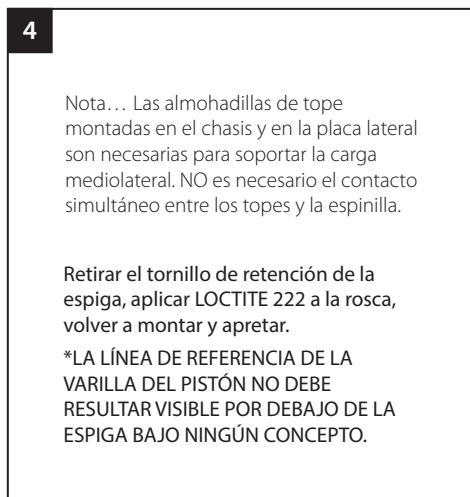 4
Nota… Las almohadillas de tope
montadas en el chasis y en la placa lateral
son necesarias para soportar la carga
mediolateral. NO es necesario el contacto
simultáneo entre los topes y la espinilla.
Retirar el tornillo de retención de la
espiga, aplicar LOCTITE 222 a la rosca,
volver a montar y apretar.
*LA LÍNEA DE REFERENCIA DE LA
VARILLA DEL PISTÓN NO DEBE
RESULTAR VISIBLE POR DEBAJO DE LA
ESPIGA BAJO NINGÚN CONCEPTO.